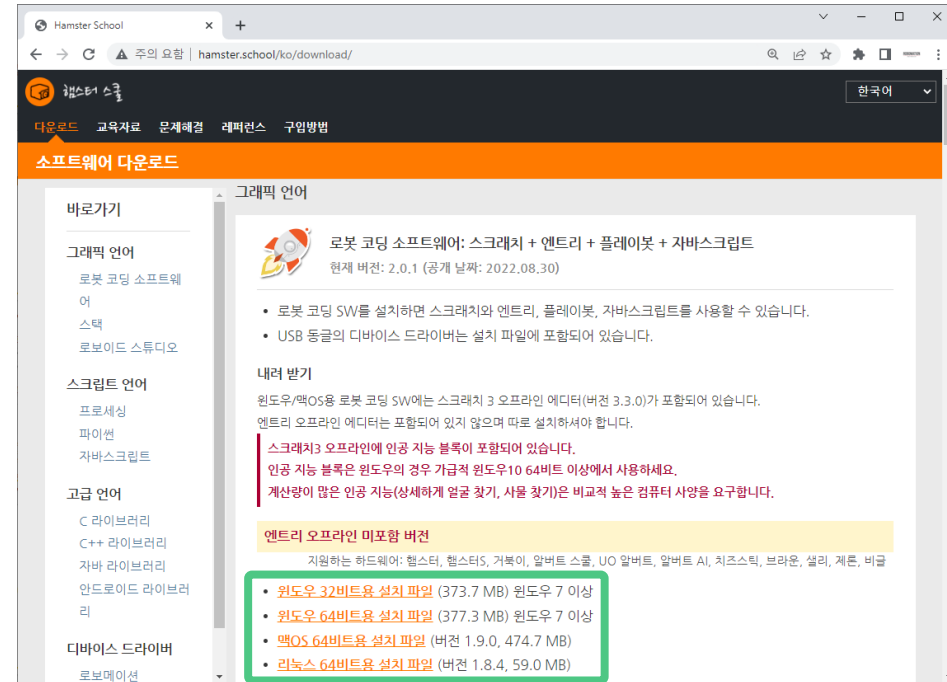 Hamster School
주의 요함
hamster.school/ko/download/
햄스터 스쿨
한국어
다운로드 교육자료 문제해결 레퍼런스 구입방법
소프트웨어 다운로드
바로가기
그래픽 언어
로봇 코딩 소프트웨
어
스택
로보이드 스튜디오
스크립트 언어
프로세싱
파이썬
자바스크립트
고급 언어
C 라이브러리
C++ 라이브러리
자바 라이브러리
안드로이드 라이브러
리
디바이스 드라이버
로보메이션
그래픽 언어
로봇 코딩 소프트웨어: 스크래치 + 엔트리 + 플레이봇 + 자바스크립트
현재 버전: 2.0.1 (공개 날짜: 2022.08.30)
• 로봇 코딩 SW를 설치하면 스크래치와 엔트리, 플레이봇, 자바스크립트를 사용할 수 있습니다.
• USB 동글의 디바이스 드라이버는 설치 파일에 포함되어 있습니다.
내려 받기
윈도우/맥OS용 로봇 코딩 SW에는 스크래치 3 오프라인 에디터(버전 3.3.0)가 포함되어 있습니다.
엔트리 오프라인 에디터는 포함되어 있지 않으며 따로 설치하셔야 합니다.
스크래치3 오프라인에 인공 지능 블록이 포함되어 있습니다.
인공 지능 블록은 윈도우의 경우 가급적 윈도우10 64비트 이상에서 사용하세요.
계산량이 많은 인공 지능(상세하게 얼굴 찾기, 사물 찾기)은 비교적 높은 컴퓨터 사양을 요구합니다.
엔트리 오프라인 미포함 버전
지원하는 하드웨어: 햄스터, 햄스터S, 거북이, 알버트 스쿨, UO 알버트, 알버트 AI, 치즈스틱, 브라운, 샐리, 제론, 비글
• 윈도우 32비트용 설치 파일 (373.7 MB) 윈도우 7 이상
• 윈도우 64비트용 설치 파일 (377.3 MB) 윈도우 7 이상
• 맥OS 64비트용 설치 파일 (버전 1.9.0, 474.7 MB)
• 리눅스 64비트용 설치 파일 (버전 1.8.4, 59.0 MB)